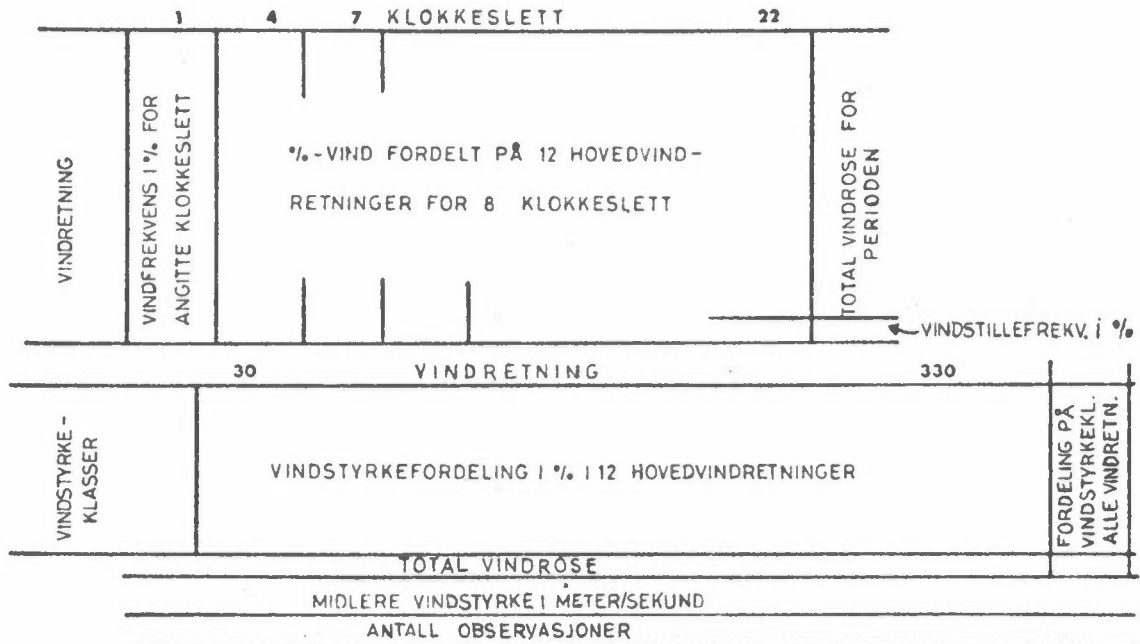 1 4 7 KLOKKESLETT 22
VINDRETNING
VINDFREKVENS I % FOR
ANGITTE KLOKKESLETT
%-VIND FORDELT PÅ 12 HOVEDVIND-
RETNINGER FOR 8 KLOKKESLETT
TOTAL VINDROSE FOR
PERIODEN
VINDSTILLEFREKV. i %
30 VINDRETNING 330
VINDSTYRKE-
KLASSER
VINDSTYRKEFORDELING I % I 12 HOVEDVINDRETNINGER
FORDELING PÅ
VINDSTYRKEKL.
ALLE VINDRETN.
TOTAL VINDROSE
MIDLERE VINDSTYRKE I METER/SEKUND
ANTALL OBSERVASJONER